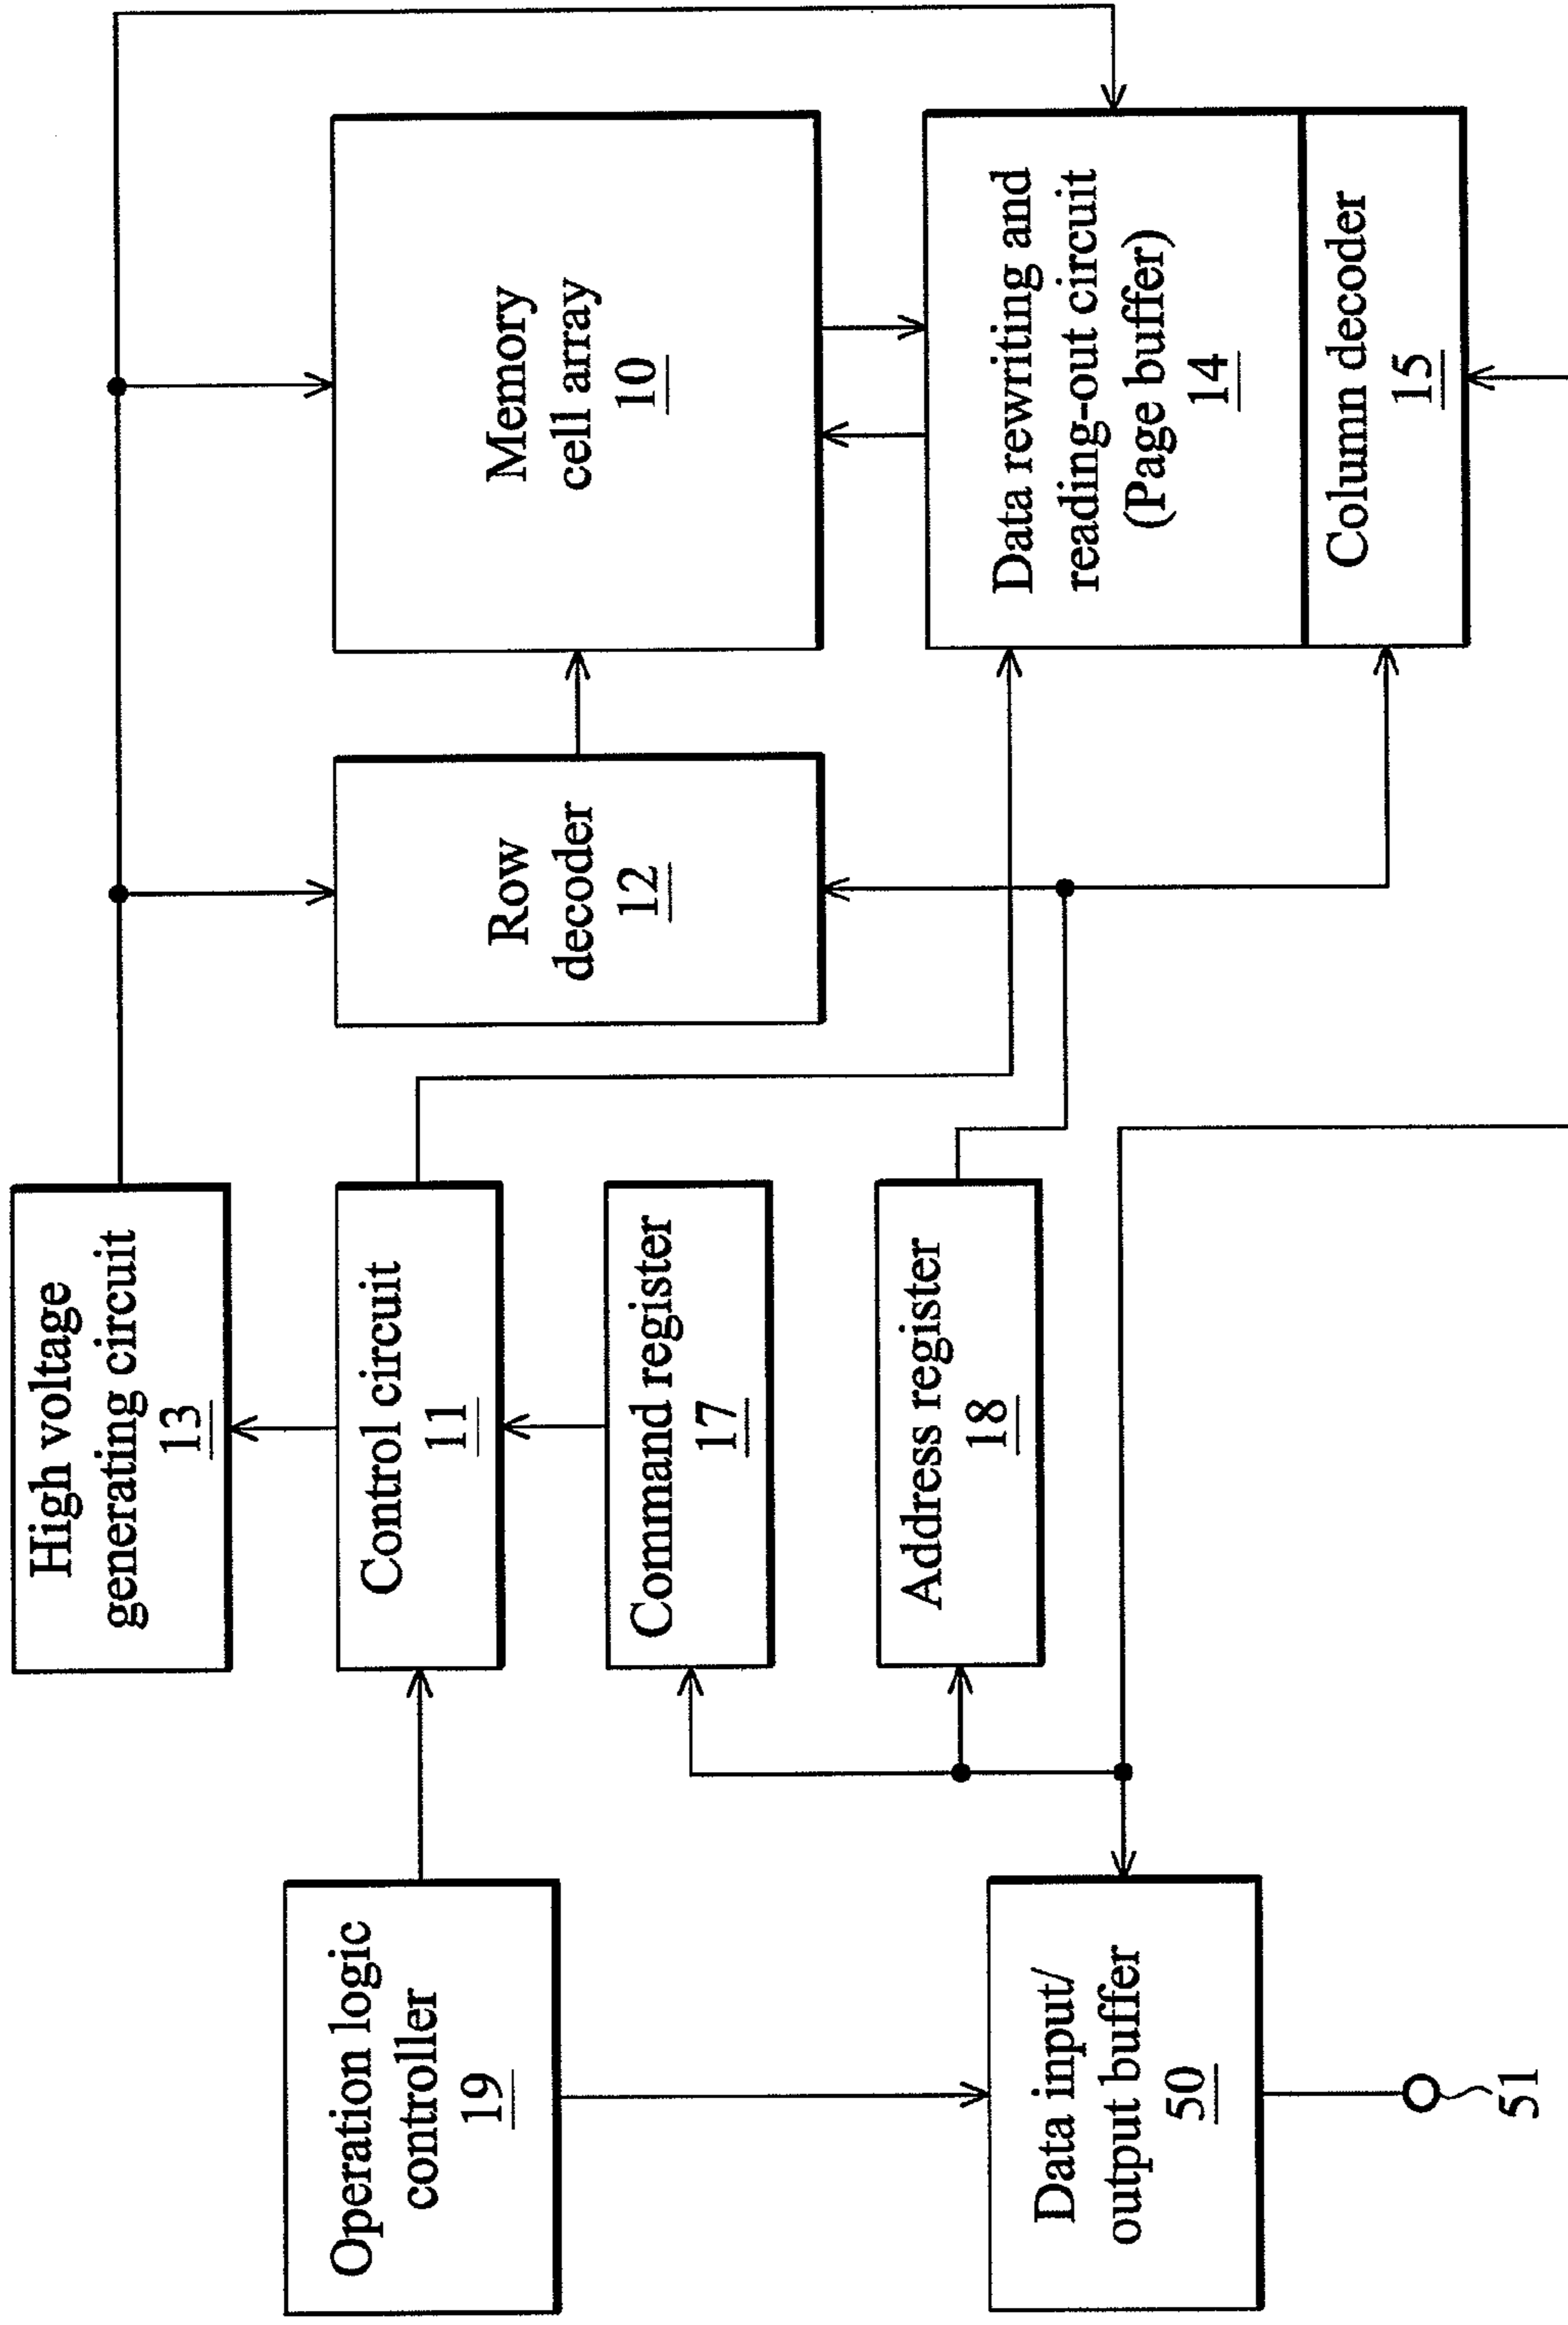 High voltage
generating circuit
13
Control circuit
11
Command register
17
Address register
18
Operation logic
controller
19
Data input/
output buffer
50
51
Row
decoder
12
Memory
cell array
10
Data rewriting and
reading-out circuit
(Page buffer)
14
Column decoder
15